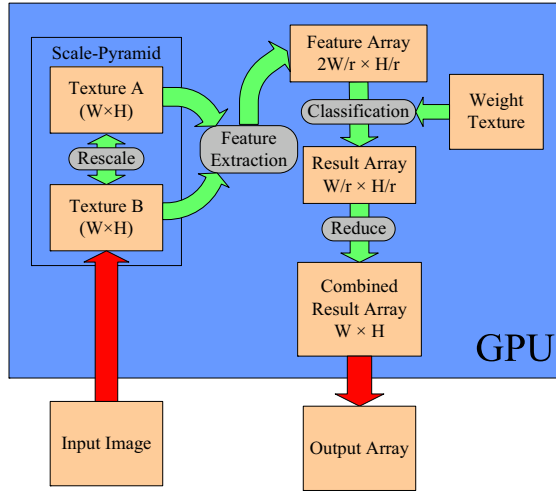 Scale-Pyramid
Texture A
(W×H)
Rescale
Texture B
(W×H)
Feature
Extraction
Feature Array
2W/r × H/r
Classification
Weight
Texture
Result Array
W/r × H/r
Reduce
Combined
Result Array
W × H
GPU
Input Image
Output Array